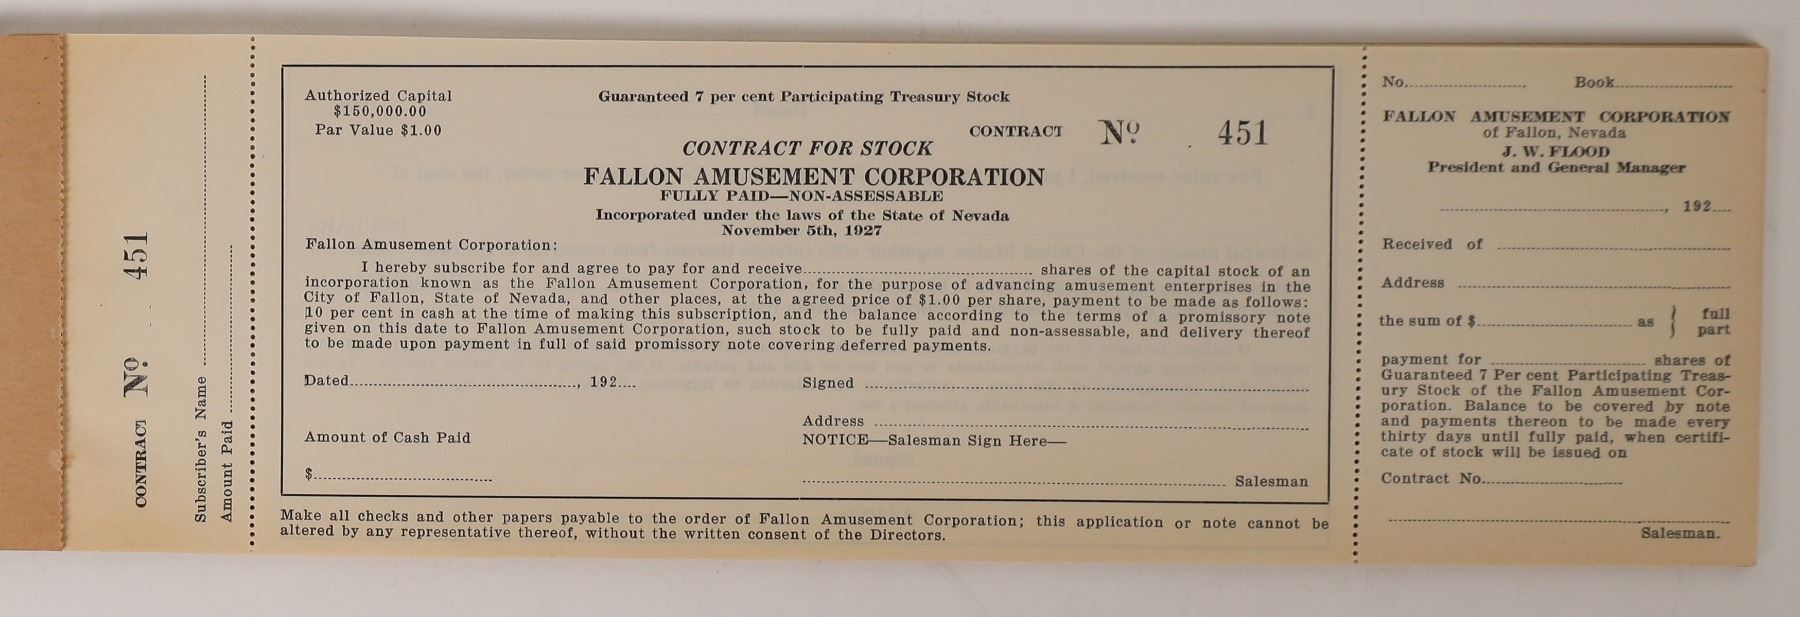 CONTRACT Nº 451
Subscriber's Name
Amount Paid
Authorized Capital
$150,000.00
Par Value $1.00
Guaranteed 7 per cent Participating Treasury Stock
CONTRACT Nº 451
CONTRACT FOR STOCK
FALLON AMUSEMENT CORPORATION
FULLY PAID—NON-ASSESSABLE
Incorporated under the laws of the State of Nevada
November 5th, 1927
Fallon Amusement Corporation:
I hereby subscribe for and agree to pay for and receive.......... shares of the capital stock of an
incorporation known as the Fallon Amusement Corporation, for the purpose of advancing amusement enterprises in the
City of Fallon, State of Nevada, and other places, at the agreed price of $1.00 per share, payment to be made as follows:
10 per cent in cash at the time of making this subscription, and the balance according to the terms of a promissory note
given on this date to Fallon Amusement Corporation, such stock to be fully paid and non-assessable, and delivery thereof
to be made upon payment in full of said promissory note covering deferred payments.
Dated.........., 192....
Signed ..........
Address ..........
Amount of Cash Paid
NOTICE—Salesman Sign Here—
$..........
.......... Salesman
Make all checks and other papers payable to the order of Fallon Amusement Corporation; this application or note cannot be
altered by any representative thereof, without the written consent of the Directors.
No.......... Book..........
FALLON AMUSEMENT CORPORATION
of Fallon, Nevada
J. W. FLOOD
President and General Manager
.........., 192....
Received of ..........
Address ..........
the sum of $.......... as } full
part
payment for .......... shares of
Guaranteed 7 Per cent Participating Treas-
ury Stock of the Fallon Amusement Cor-
poration. Balance to be covered by note
and payments thereon to be made every
thirty days until fully paid, when certifi-
cate of stock will be issued on
Contract No...........
..........
Salesman.